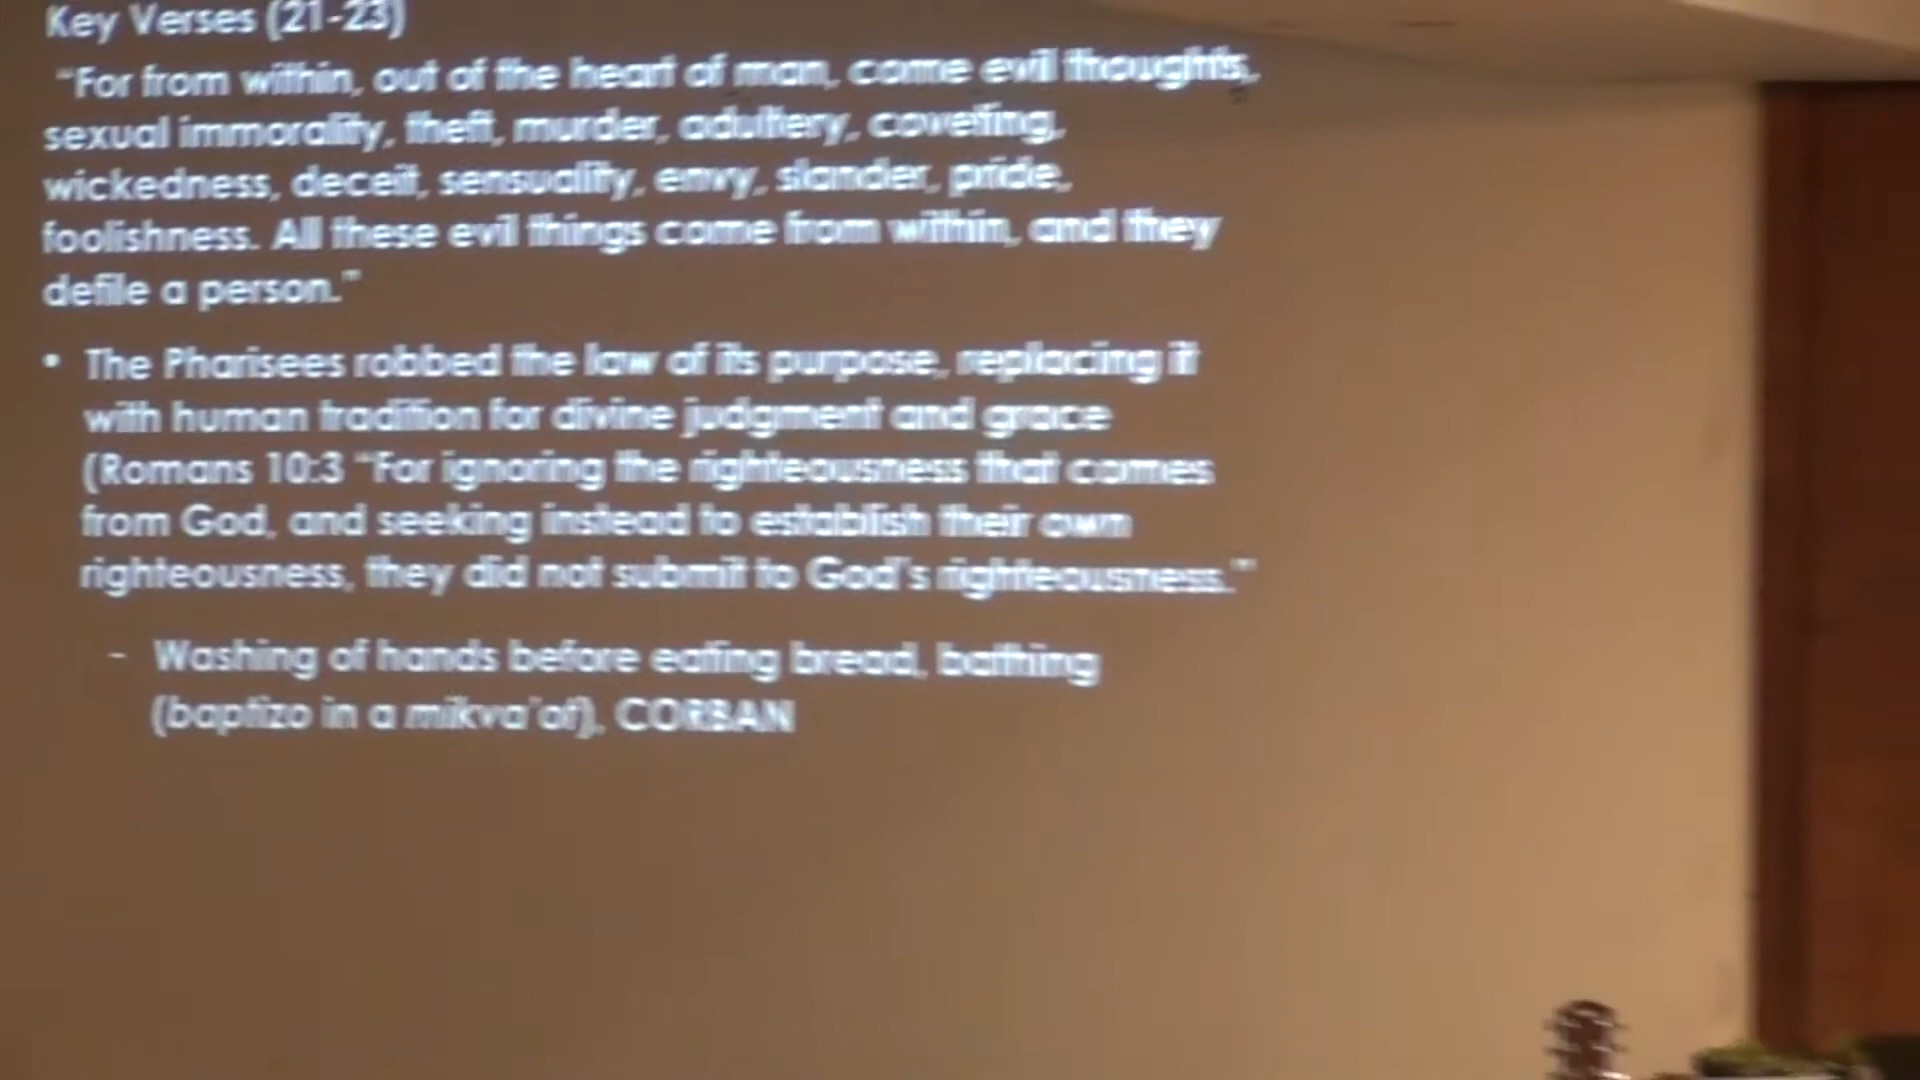 Key Verses (21-23)
"For from within, out of the heart of man, come evil thoughts,
sexual immorality, theft, murder, adultery, coveting,
wickedness, deceit, sensuality, envy, slander, pride,
foolishness. All these evil things come from within, and they
defile a person."
• The Pharisees robbed the law of its purpose, replacing it
with human tradition for divine judgment and grace
(Romans 10:3 "For ignoring the righteousness that comes
from God, and seeking instead to establish their own
righteousness, they did not submit to God's righteousness."
- Washing of hands before eating bread, bathing
(baptizo in a mikva'ot), CORBAN